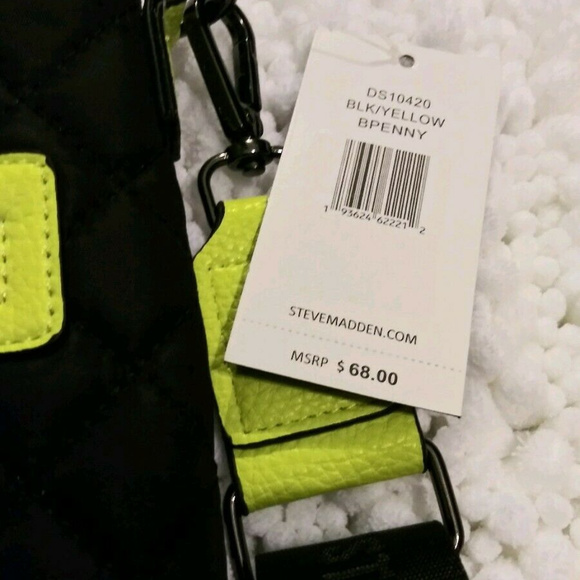 DS10420
BLK/YELLOW
BPENNY
1 93624 62221 2
STEVEMADDEN.COM
MSRP $68.00